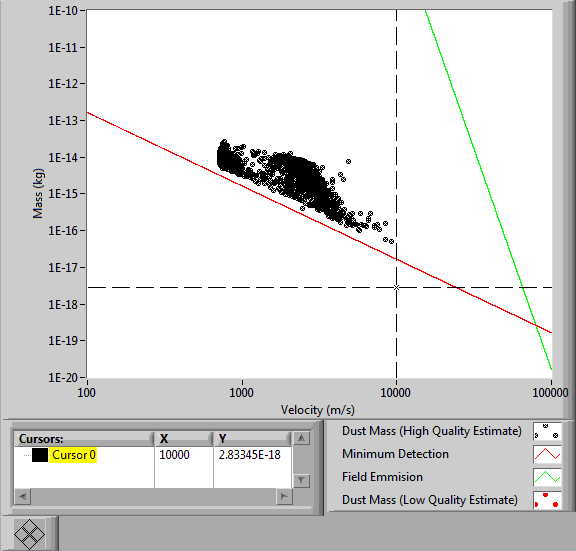 1E-10
1E-11
1E-12
1E-13
1E-14
1E-15
1E-16
1E-17
1E-18
1E-19
1E-20
Mass (kg)
100 1000 10000 100000
Velocity (m/s)
Cursors: X Y
Cursor 0 10000 2.83345E-18
Dust Mass (High Quality Estimate)
Minimum Detection
Field Emmision
Dust Mass (Low Quality Estimate)